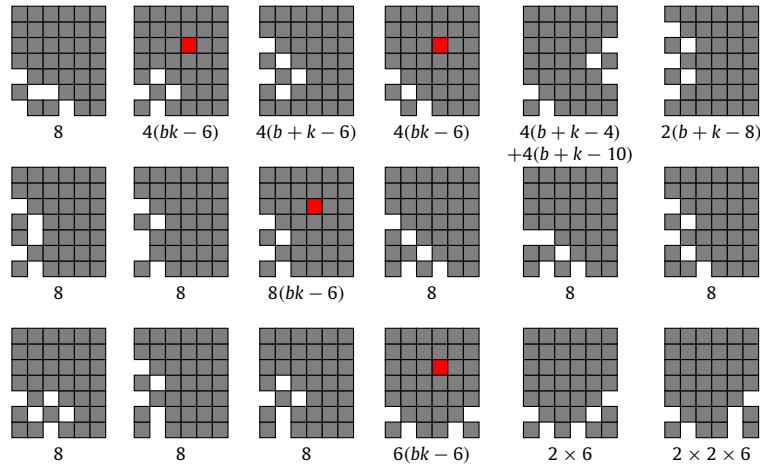 8
4(bk − 6)
4(b + k − 6)
4(bk − 6)
4(b + k − 4)
+4(b + k − 10)
2(b + k − 8)
8
8
8(bk − 6)
8
8
8
8
8
8
6(bk − 6)
2 × 6
2 × 2 × 6